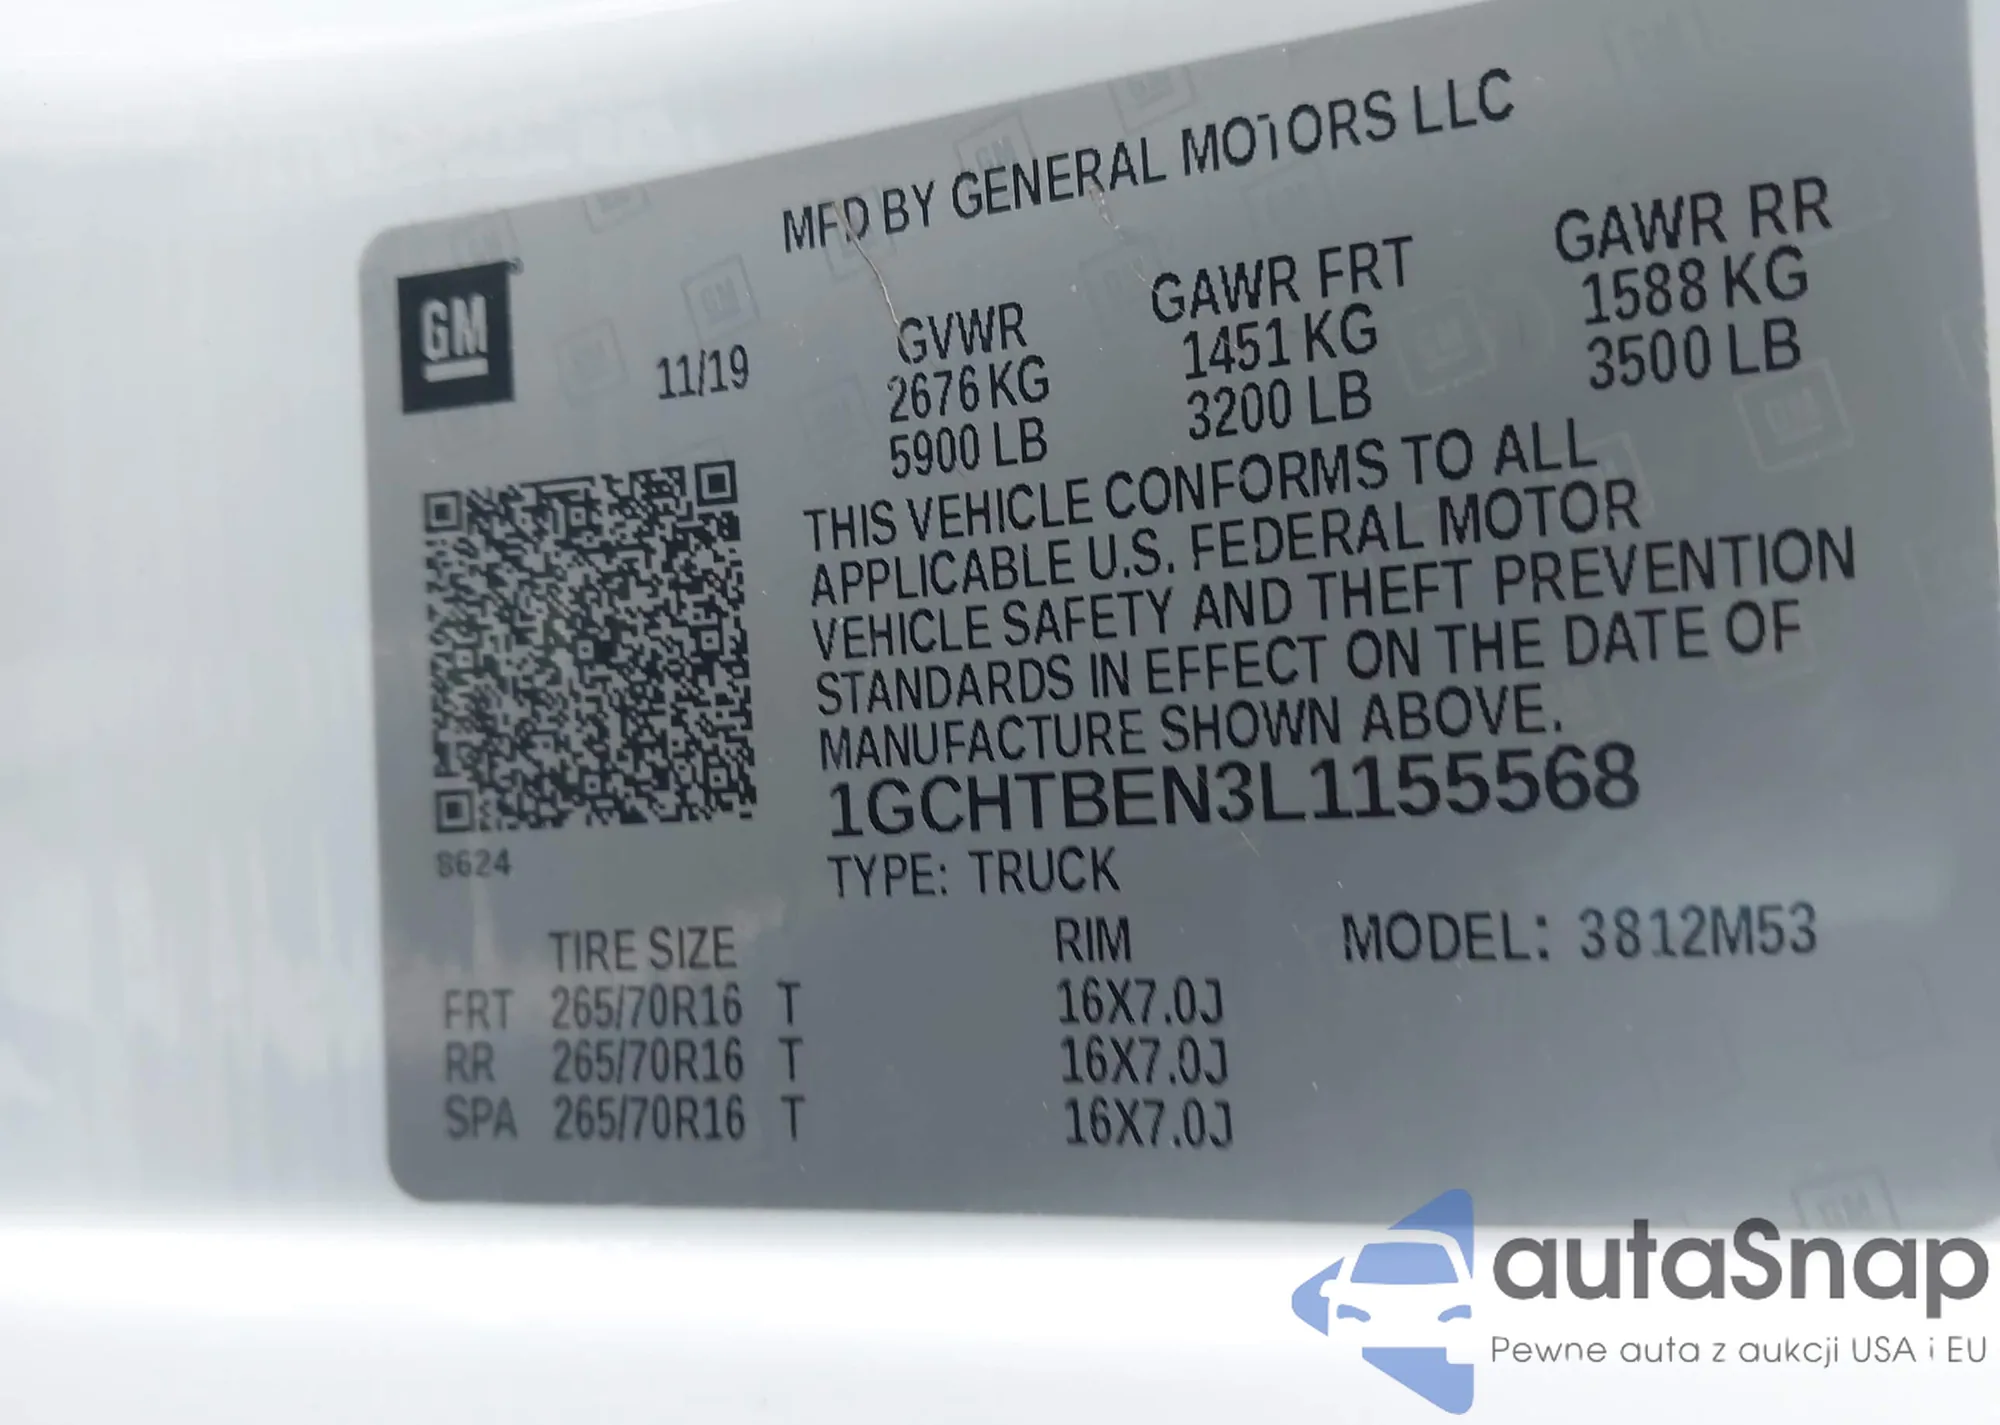 MFD BY GENERAL MOTORS LLC
GM
11/19
GVWR
2676 KG
5900 LB
GAWR FRT
1451 KG
3200 LB
GAWR RR
1588 KG
3500 LB
THIS VEHICLE CONFORMS TO ALL
APPLICABLE U.S. FEDERAL MOTOR
VEHICLE SAFETY AND THEFT PREVENTION
STANDARDS IN EFFECT ON THE DATE OF
MANUFACTURE SHOWN ABOVE.
1GCHTBEN3L1155568
8624
TYPE: TRUCK
TIRE SIZE RIM MODEL: 3812M53
FRT 265/70R16 T 16X7.0J
RR 265/70R16 T 16X7.0J
SPA 265/70R16 T 16X7.0J
autaSnap
Pewne auta z aukcji USA i EU